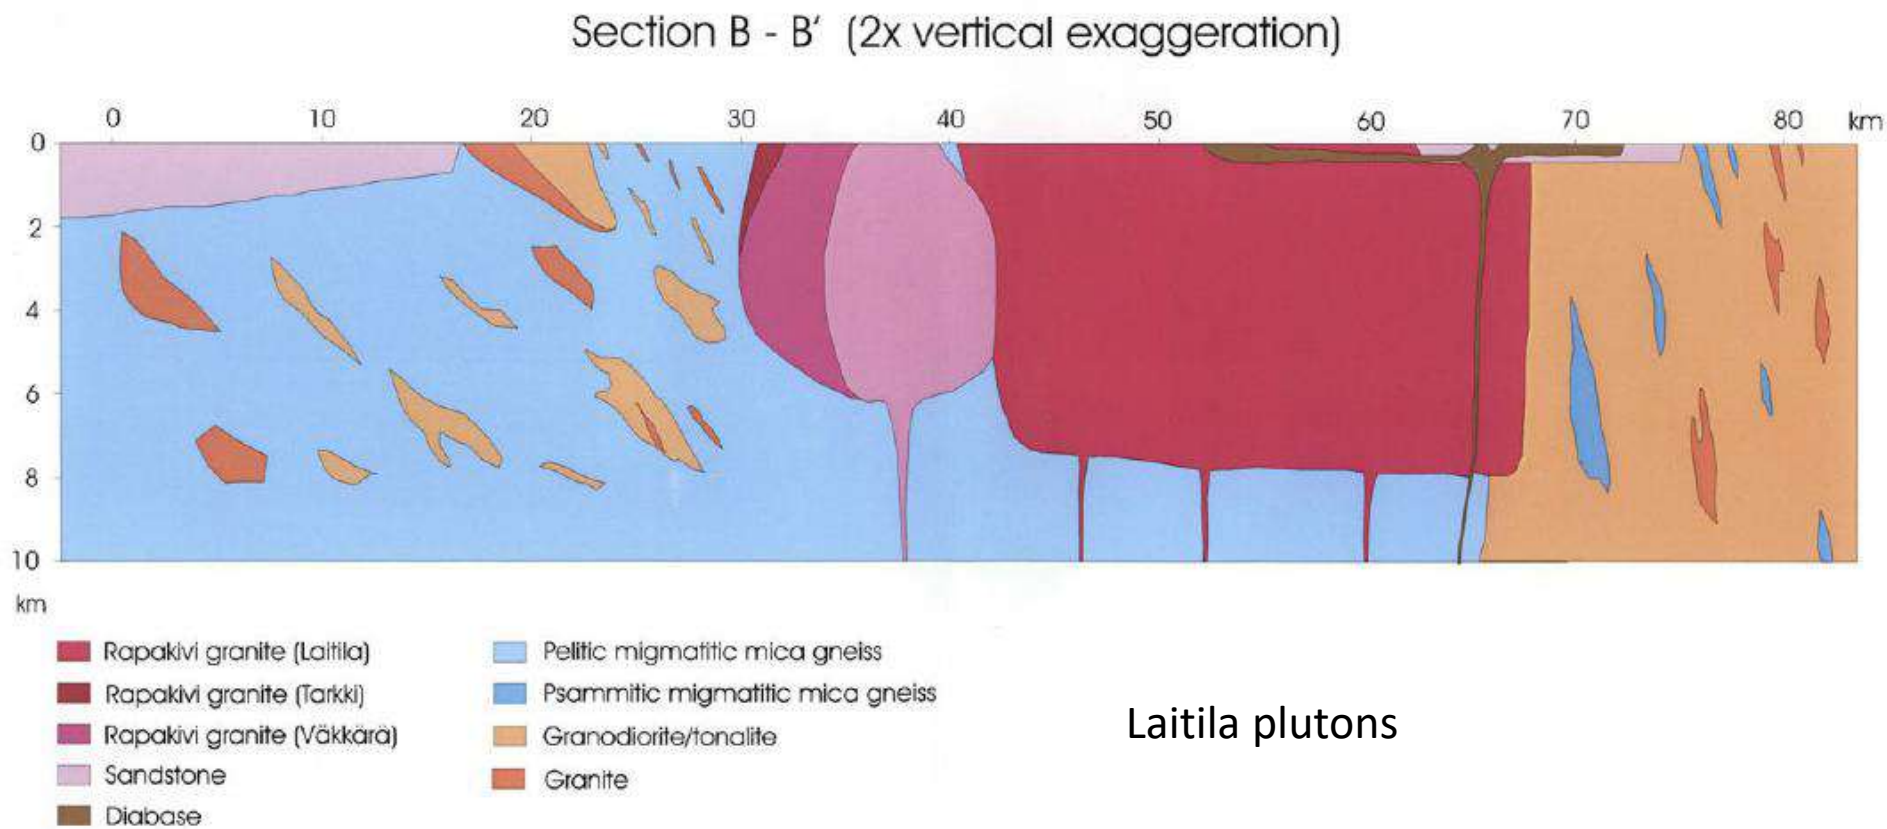 Section B - B' (2x vertical exaggeration)
0 10 20 30 40 50 60 70 80 km
0
2
4
6
8
10
km
Rapakivi granite (Laitila)
Rapakivi granite (Tarkki)
Rapakivi granite (Väkkärä)
Sandstone
Diabase
Pelitic migmatitic mica gneiss
Psammitic migmatitic mica gneiss
Granodiorite/tonalite
Granite
Laitila plutons